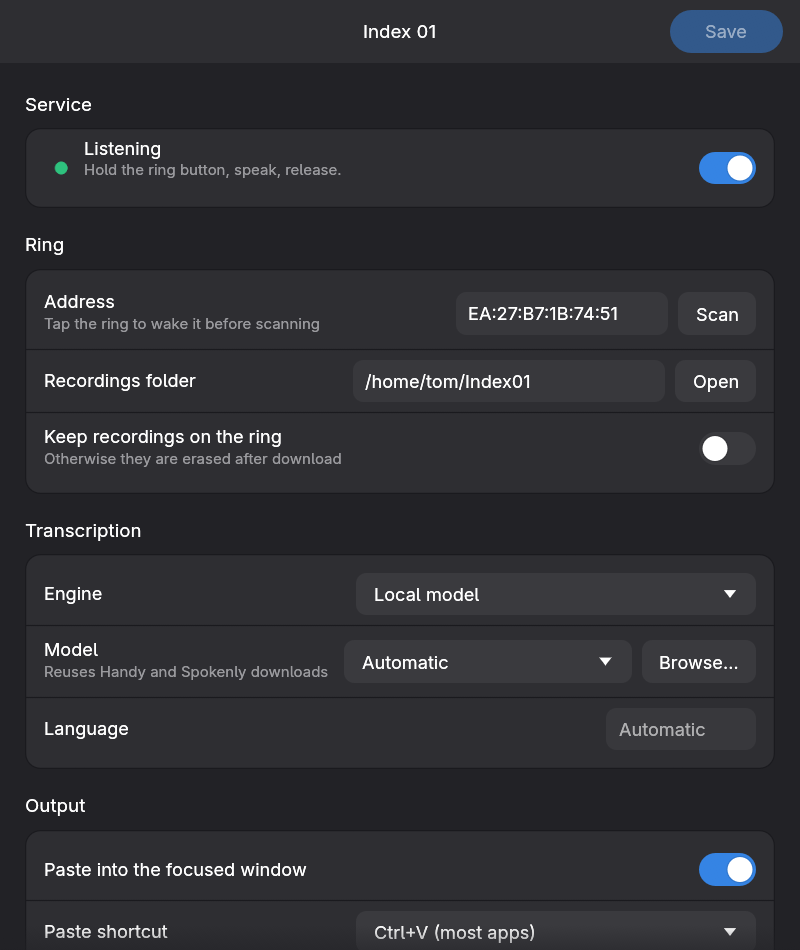 Index 01
Save
Service
Listening
Hold the ring button, speak, release.
Ring
Address
Tap the ring to wake it before scanning
EA:27:B7:1B:74:51
Scan
Recordings folder
/home/tom/Index01
Open
Keep recordings on the ring
Otherwise they are erased after download
Transcription
Engine
Local model
Model
Reuses Handy and Spokenly downloads
Automatic
Browse...
Language
Automatic
Output
Paste into the focused window
Paste shortcut
Ctrl+V (most apps)